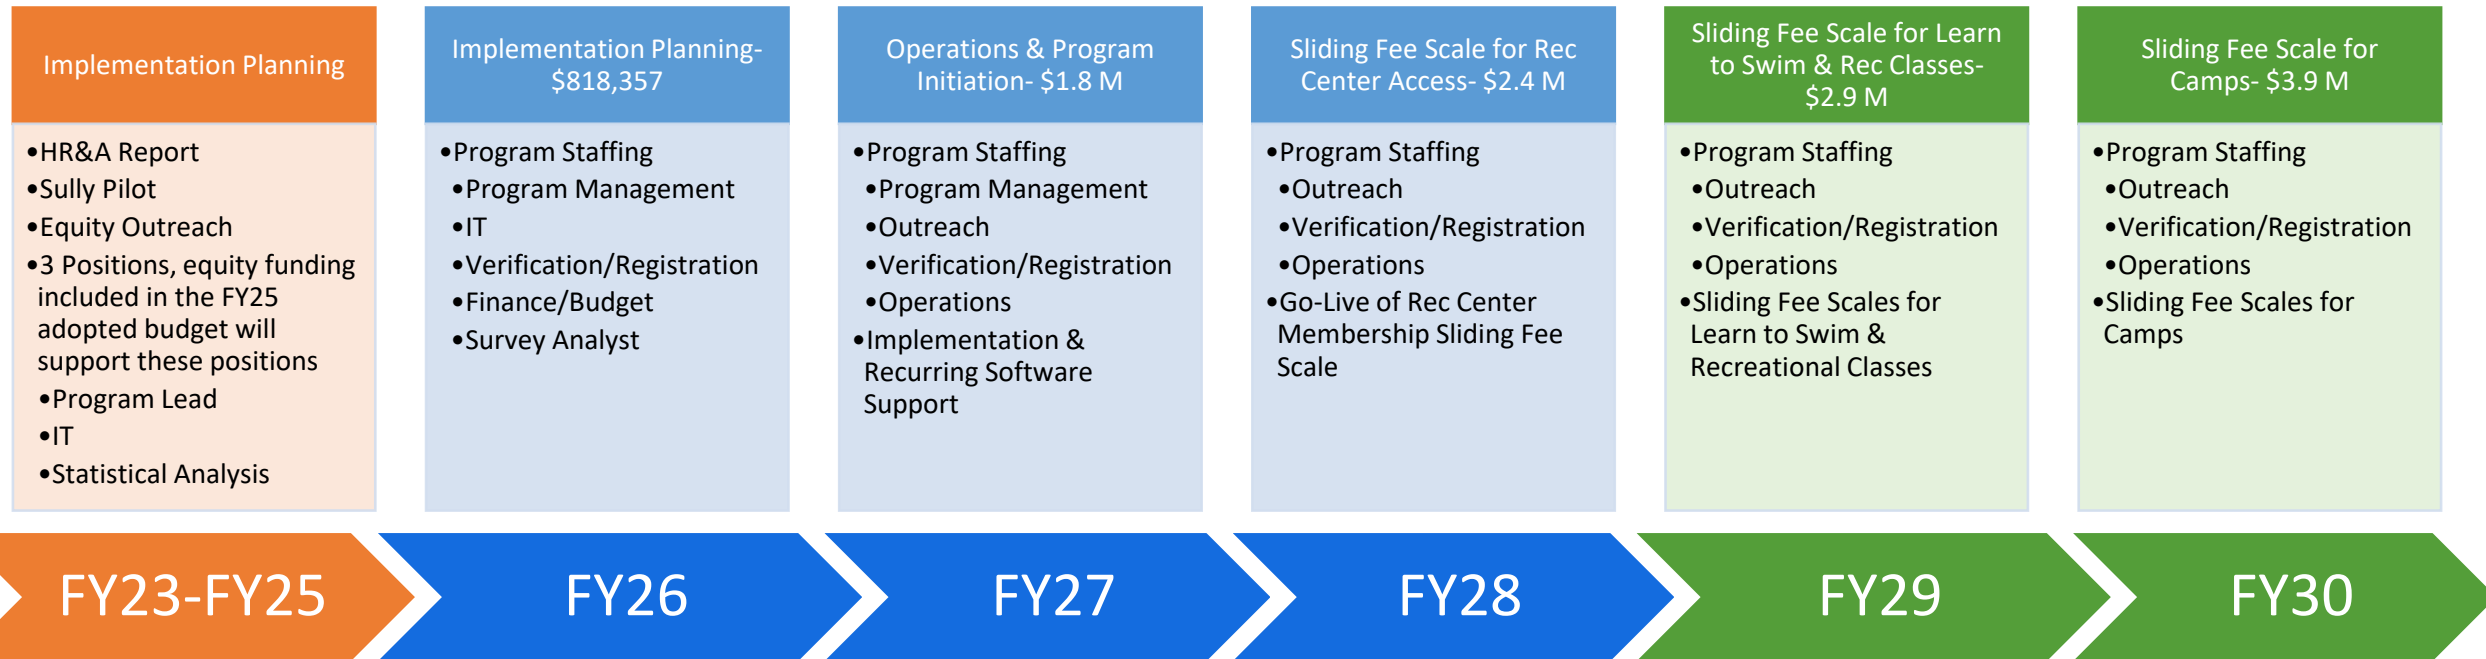 Implementation Planning
•HR&A Report
•Sully Pilot
•Equity Outreach
•3 Positions, equity funding
included in the FY25
adopted budget will
support these positions
•Program Lead
•IT
•Statistical Analysis
Implementation Planning-
$818,357
•Program Staffing
•Program Management
•IT
•Verification/Registration
•Finance/Budget
•Survey Analyst
Operations & Program
Initiation- $1.8 M
•Program Staffing
•Program Management
•Outreach
•Verification/Registration
•Operations
•Implementation &
Recurring Software
Support
Sliding Fee Scale for Rec
Center Access- $2.4 M
•Program Staffing
•Outreach
•Verification/Registration
•Operations
•Go-Live of Rec Center
Membership Sliding Fee
Scale
Sliding Fee Scale for Learn
to Swim & Rec Classes-
$2.9 M
•Program Staffing
•Outreach
•Verification/Registration
•Operations
•Sliding Fee Scales for
Learn to Swim &
Recreational Classes
Sliding Fee Scale for
Camps- $3.9 M
•Program Staffing
•Outreach
•Verification/Registration
•Operations
•Sliding Fee Scales for
Camps
FY23-FY25
FY26
FY27
FY28
FY29
FY30